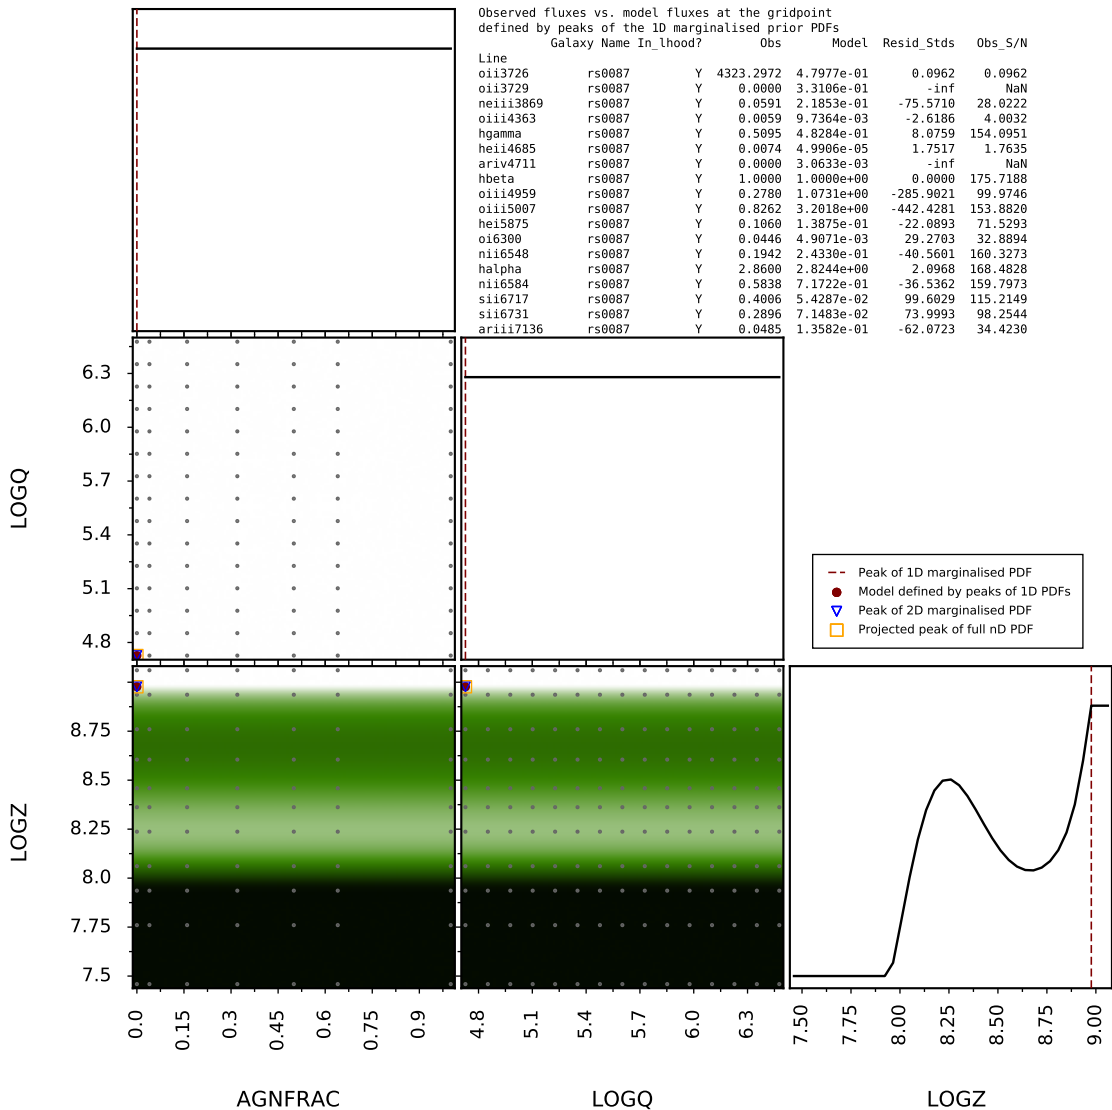 Observed fluxes vs. model fluxes at the gridpoint
defined by peaks of the 1D marginalised prior PDFs
Galaxy Name In_lhood? Obs Model Resid_Stds Obs_S/N
Line
oii3726 rs0087 Y 4323.2972 4.7977e-01 0.0962 0.0962
oii3729 rs0087 Y 0.0000 3.3106e-01 -inf NaN
neiii3869 rs0087 Y 0.0591 2.1853e-01 -75.5710 28.0222
oiii4363 rs0087 Y 0.0059 9.7364e-03 -2.6186 4.0032
hgamma rs0087 Y 0.5095 4.8284e-01 8.0759 154.0951
heii4685 rs0087 Y 0.0074 4.9906e-05 1.7517 1.7635
ariv4711 rs0087 Y 0.0000 3.0633e-03 -inf NaN
hbeta rs0087 Y 1.0000 1.0000e+00 0.0000 175.7188
oiii4959 rs0087 Y 0.2780 1.0731e+00 -285.9021 99.9746
oiii5007 rs0087 Y 0.8262 3.2018e+00 -442.4281 153.8820
hei5875 rs0087 Y 0.1060 1.3875e-01 -22.0893 71.5293
oi6300 rs0087 Y 0.0446 4.9071e-03 29.2703 32.8894
nii6548 rs0087 Y 0.1942 2.4330e-01 -40.5601 160.3273
halpha rs0087 Y 2.8600 2.8244e+00 2.0968 168.4828
nii6584 rs0087 Y 0.5838 7.1722e-01 -36.5362 159.7973
sii6717 rs0087 Y 0.4006 5.4287e-02 99.6029 115.2149
sii6731 rs0087 Y 0.2896 7.1483e-02 73.9993 98.2544
ariii7136 rs0087 Y 0.0485 1.3582e-01 -62.0723 34.4230
6.3
6.0
5.7
5.4
5.1
4.8
LOGQ
Peak of 1D marginalised PDF
Model defined by peaks of 1D PDFs
Peak of 2D marginalised PDF
Projected peak of full nD PDF
8.75
8.5
8.25
8.0
7.75
7.5
LOGZ
0.0 0.15 0.3 0.45 0.6 0.75 0.9
4.8 5.1 5.4 5.7 6.0 6.3
7.50 7.75 8.00 8.25 8.50 8.75 9.00
AGNFRAC LOGQ LOGZ